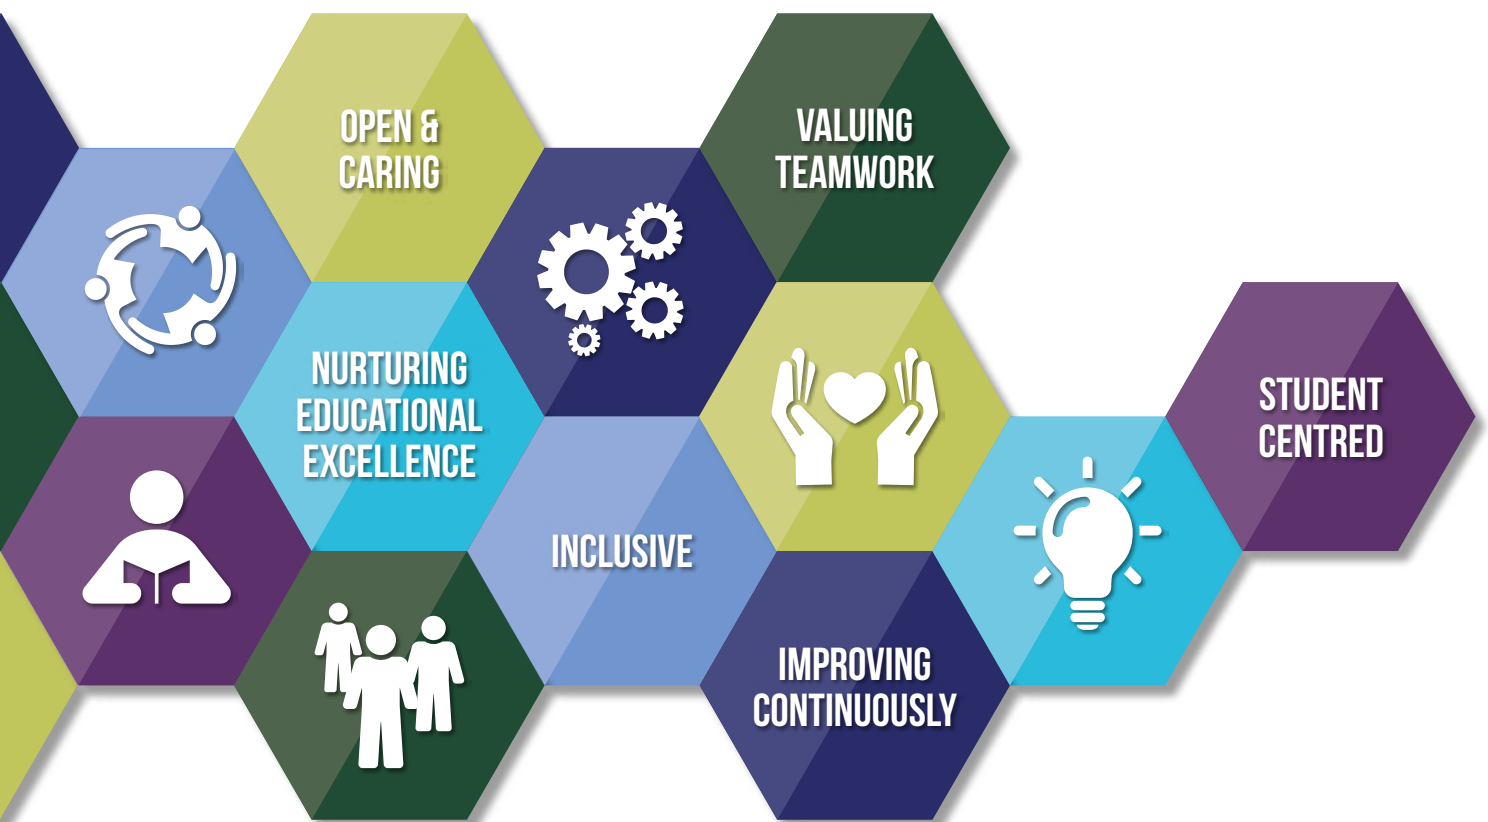 OPEN &
CARING
VALUING
TEAMWORK
NURTURING
EDUCATIONAL
EXCELLENCE
STUDENT
CENTRED
INCLUSIVE
IMPROVING
CONTINUOUSLY